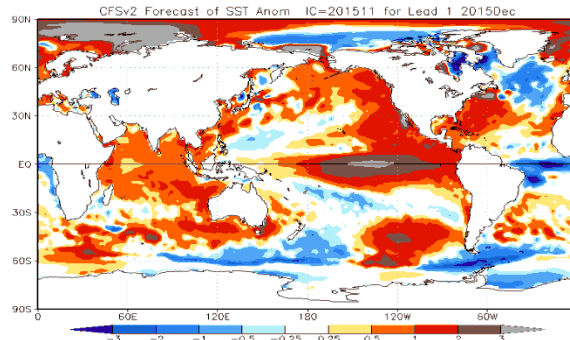 CFSv2 Forecast of SST Anom IC=201511 for Lead 1 2015Dec
90N
60N
30N
EQ
30S
60S
90S
0 60E 120E 180 120W 60W
-3 -2 -1 -0.5 -0.25 0.25 0.5 1 2 3